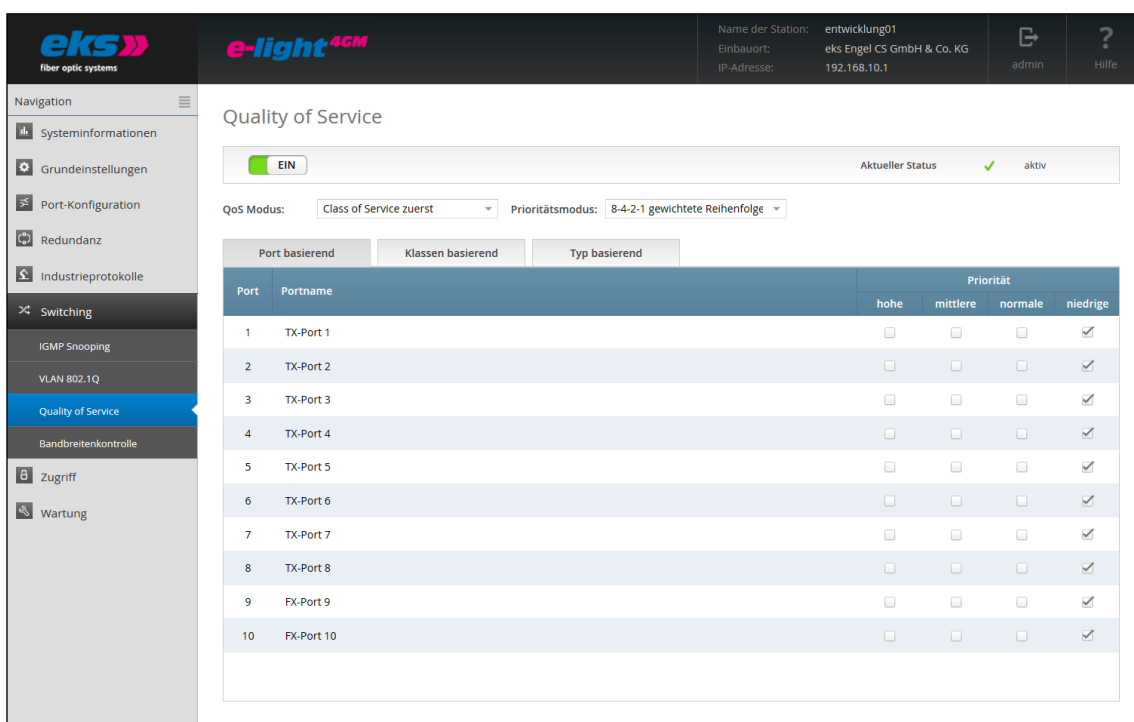 eks
fiber optic systems
e-light 4GM
Name der Station: entwicklung01
Einbauort: eks Engel CS GmbH & Co. KG
IP-Adresse: 192.168.10.1
admin
? Hilfe
Navigation
Systeminformationen
Grundeinstellungen
Port-Konfiguration
Redundanz
Industrieprotokolle
Switching
IGMP Snooping
VLAN 802.1Q
Quality of Service
Bandbreitenkontrolle
Zugriff
Wartung
Quality of Service
EIN
Aktueller Status aktiv
QoS Modus: Class of Service zuerst Prioritätsmodus: 8-4-2-1 gewichtete Reihenfolge
Port basierend Klassen basierend Typ basierend
Port Portname Priorität
hohe mittlere normale niedrige
1 TX-Port 1
2 TX-Port 2
3 TX-Port 3
4 TX-Port 4
5 TX-Port 5
6 TX-Port 6
7 TX-Port 7
8 TX-Port 8
9 FX-Port 9
10 FX-Port 10